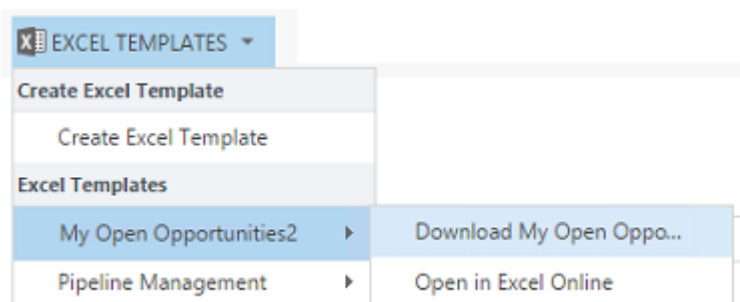 EXCEL TEMPLATES
Create Excel Template
Create Excel Template
Excel Templates
My Open Opportunities2
Download My Open Oppo...
Pipeline Management
Open in Excel Online